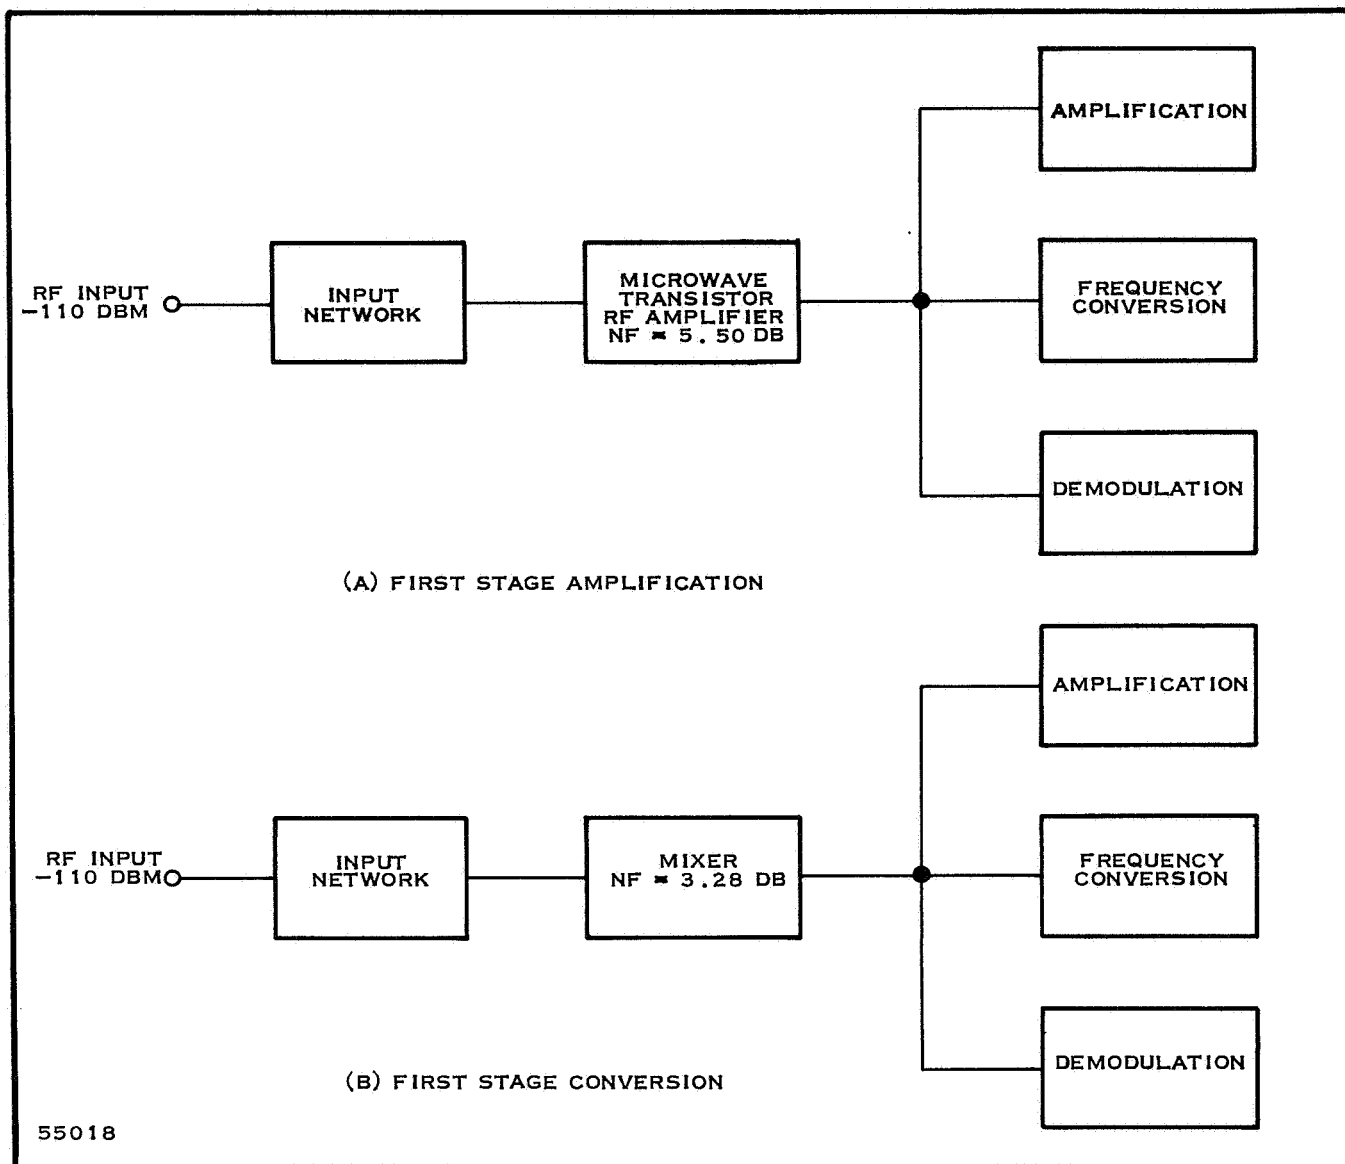 AMPLIFICATION
RF INPUT
-110 DBM
INPUT
NETWORK
MICROWAVE
TRANSISTOR
RF AMPLIFIER
NF = 5.50 DB
FREQUENCY
CONVERSION
DEMODULATION
(A) FIRST STAGE AMPLIFICATION
AMPLIFICATION
RF INPUT
-110 DBM
INPUT
NETWORK
MIXER
NF = 3.28 DB
FREQUENCY
CONVERSION
DEMODULATION
(B) FIRST STAGE CONVERSION
55018